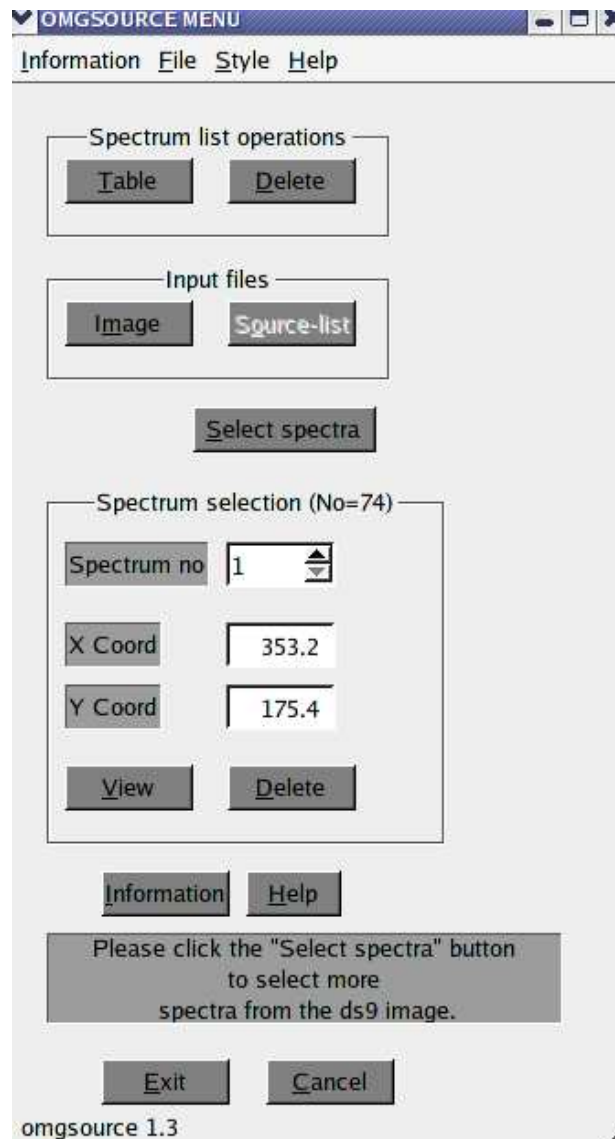 OMGSOURCE MENU
Information File Style Help
Spectrum list operations
Table Delete
Input files
Image Source-list
Select spectra
Spectrum selection (No=74)
Spectrum no 1
X Coord 353.2
Y Coord 175.4
View Delete
Information Help
Please click the "Select spectra" button
to select more
spectra from the ds9 image.
Exit Cancel
omgsource 1.3